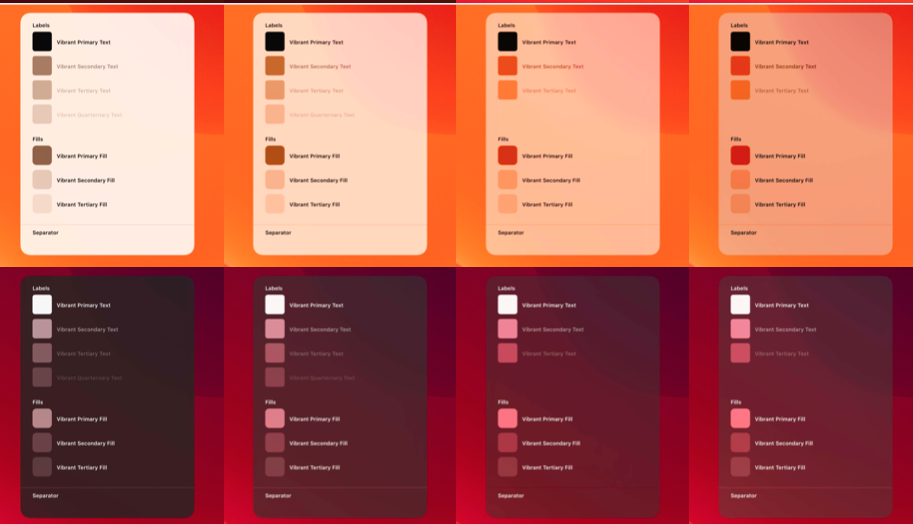 Labels
Vibrant Primary Text
Vibrant Secondary Text
Vibrant Tertiary Text
Vibrant Quarternary Text
Fills
Vibrant Primary Fill
Vibrant Secondary Fill
Vibrant Tertiary Fill
Separator
Labels
Vibrant Primary Text
Vibrant Secondary Text
Vibrant Tertiary Text
Vibrant Quarternary Text
Fills
Vibrant Primary Fill
Vibrant Secondary Fill
Vibrant Tertiary Fill
Separator
Labels
Vibrant Primary Text
Vibrant Secondary Text
Vibrant Tertiary Text
Fills
Vibrant Primary Fill
Vibrant Secondary Fill
Vibrant Tertiary Fill
Separator
Labels
Vibrant Primary Text
Vibrant Secondary Text
Vibrant Tertiary Text
Fills
Vibrant Primary Fill
Vibrant Secondary Fill
Vibrant Tertiary Fill
Separator
Labels
Vibrant Primary Text
Vibrant Secondary Text
Vibrant Tertiary Text
Vibrant Quarternary Text
Fills
Vibrant Primary Fill
Vibrant Secondary Fill
Vibrant Tertiary Fill
Separator
Labels
Vibrant Primary Text
Vibrant Secondary Text
Vibrant Tertiary Text
Vibrant Quarternary Text
Fills
Vibrant Primary Fill
Vibrant Secondary Fill
Vibrant Tertiary Fill
Separator
Labels
Vibrant Primary Text
Vibrant Secondary Text
Vibrant Tertiary Text
Fills
Vibrant Primary Fill
Vibrant Secondary Fill
Vibrant Tertiary Fill
Separator
Labels
Vibrant Primary Text
Vibrant Secondary Text
Vibrant Tertiary Text
Fills
Vibrant Primary Fill
Vibrant Secondary Fill
Vibrant Tertiary Fill
Separator